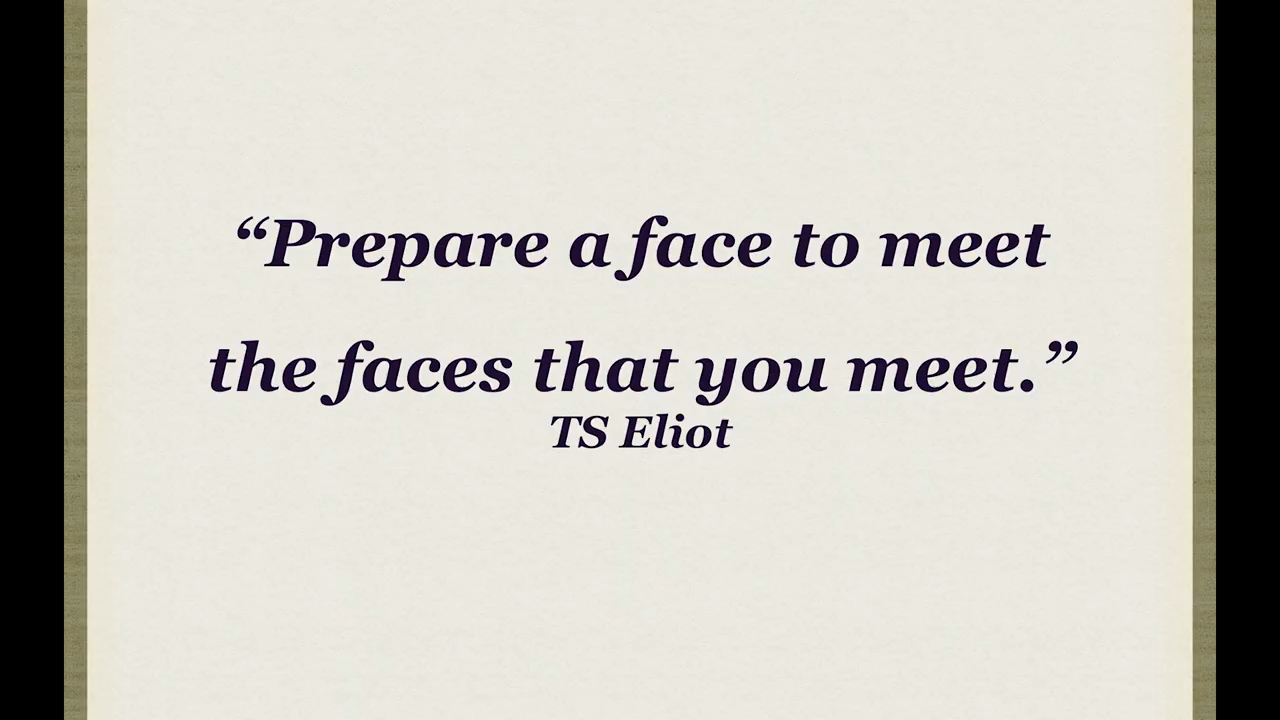 “Prepare a face to meet
the faces that you meet.”
TS Eliot